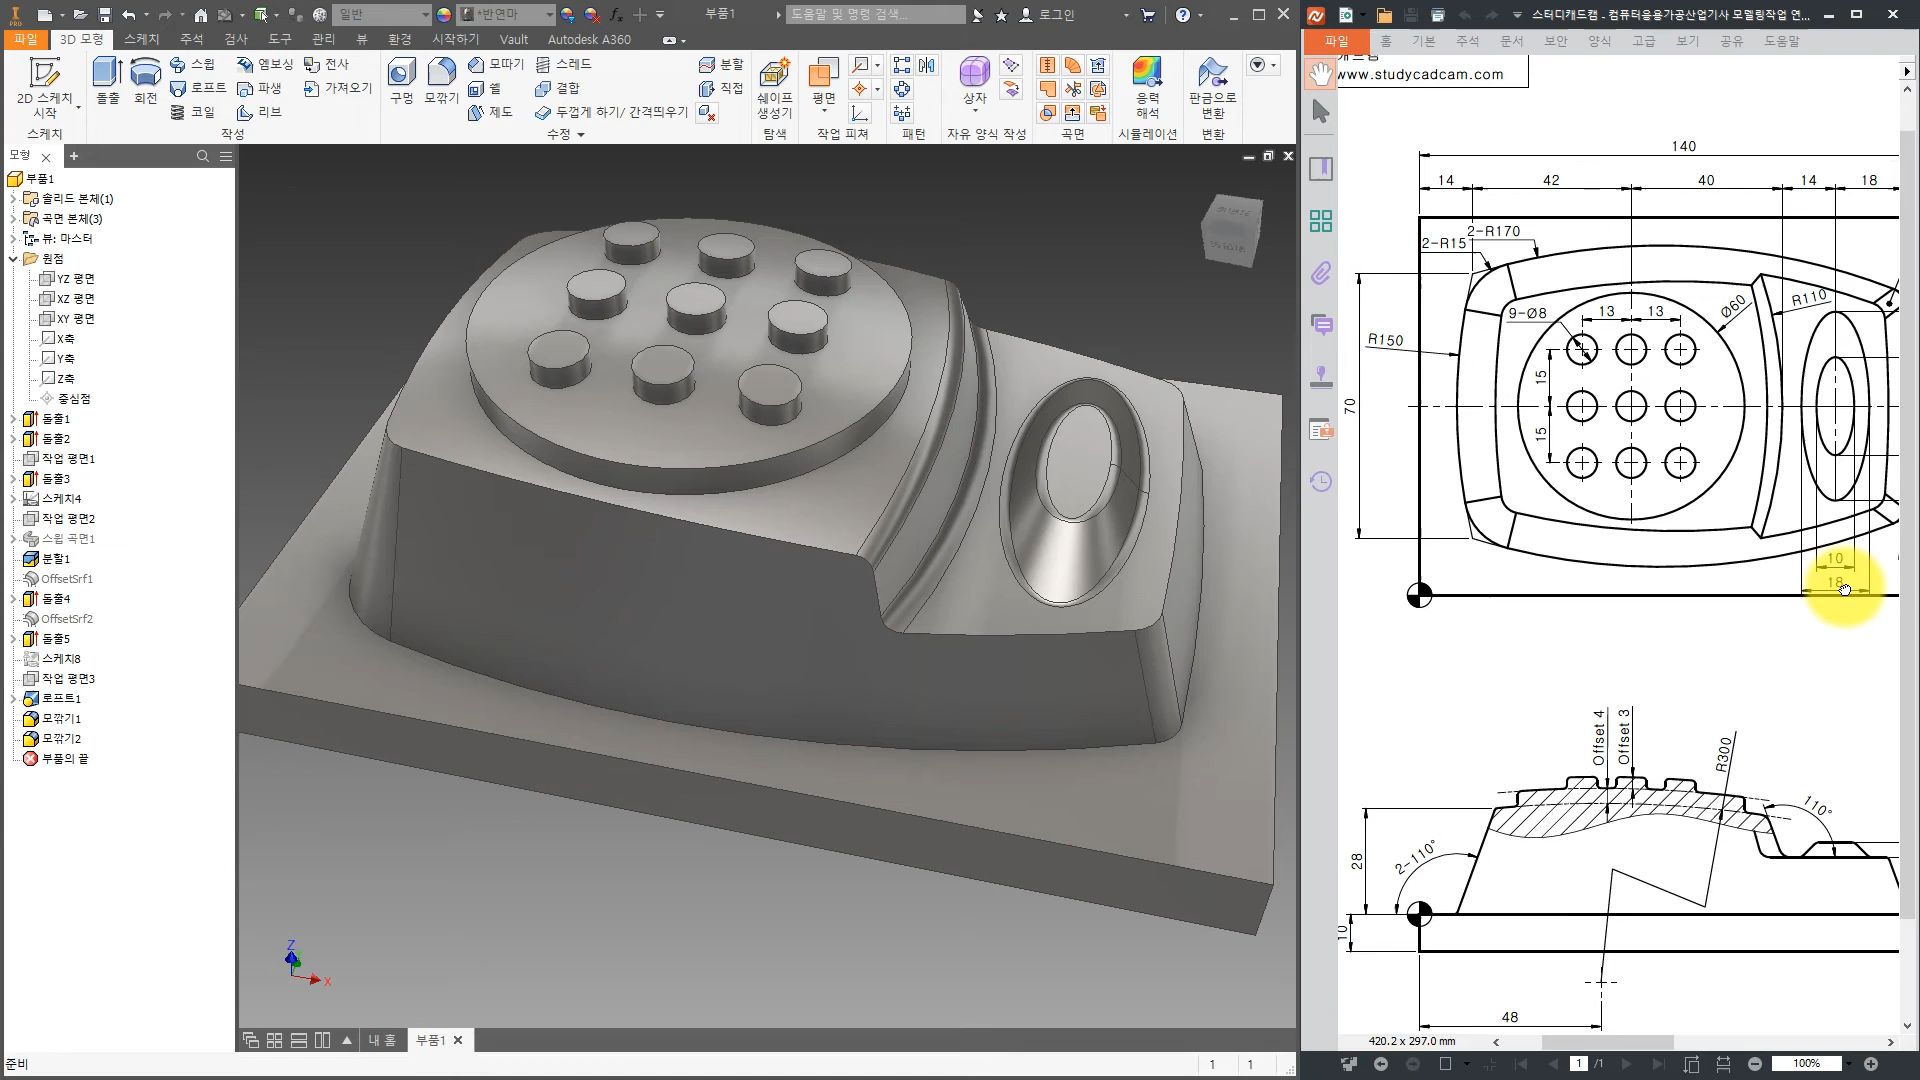 일반
*반연마
부품1
도움말 및 명령 검색...
로그인
스터디캐드캠 - 컴퓨터응용가공산업기사 모델링작업 연...
파일
3D 모형
스케치
주석
검사
도구
관리
뷰
환경
시작하기
Vault
Autodesk A360
파일
홈
기본
주석
문서
보안
양식
고급
보기
공유
도움말
2D 스케치
시작
스케치
돌출
회전
스윕
로프트
코일
엠보싱
파생
리브
전사
가져오기
작성
구멍
모깎기
모따기
쉘
제도
스레드
결합
두껍게 하기/ 간격띄우기
분할
직접
수정
쉐이프
생성기
탐색
평면
작업 피쳐
패턴
상자
자유 양식 작성
곡면
응력
해석
시뮬레이션
판금으로
변환
변환
모형
부품1
솔리드 본체(1)
곡면 본체(3)
뷰: 마스터
원점
YZ 평면
XZ 평면
XY 평면
X축
Y축
Z축
중심점
돌출1
돌출2
작업 평면1
돌출3
스케치4
작업 평면2
스윕 곡면1
분할1
OffsetSrf1
돌출4
OffsetSrf2
돌출5
스케치8
작업 평면3
로프트1
모깎기1
모깎기2
부품의 끝
Z
X
내 홈
부품1
준비
1
1
www.studycadcam.com
140
14
42
40
14
18
2-R170
2-R15
R150
9-Ø8
13
13
Ø60
R110
15
15
70
10
18
Offset 4
Offset 3
R300
110°
2-110°
28
10
48
420.2 x 297.0 mm
1
/1
100%